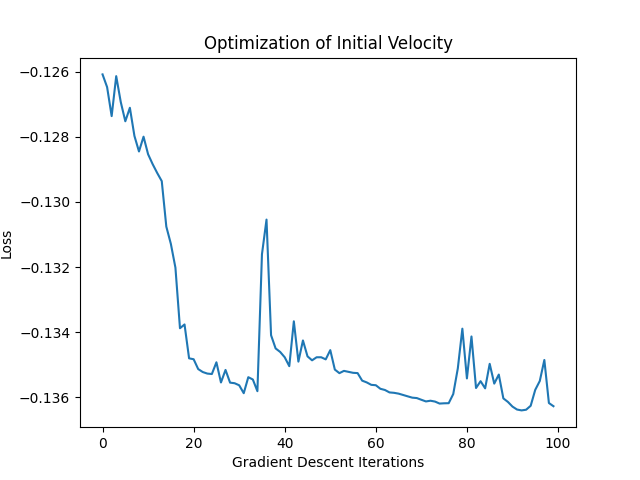 Optimization of Initial Velocity
−0.126
−0.128
−0.130
−0.132
−0.134
−0.136
Loss
0 20 40 60 80 100
Gradient Descent Iterations